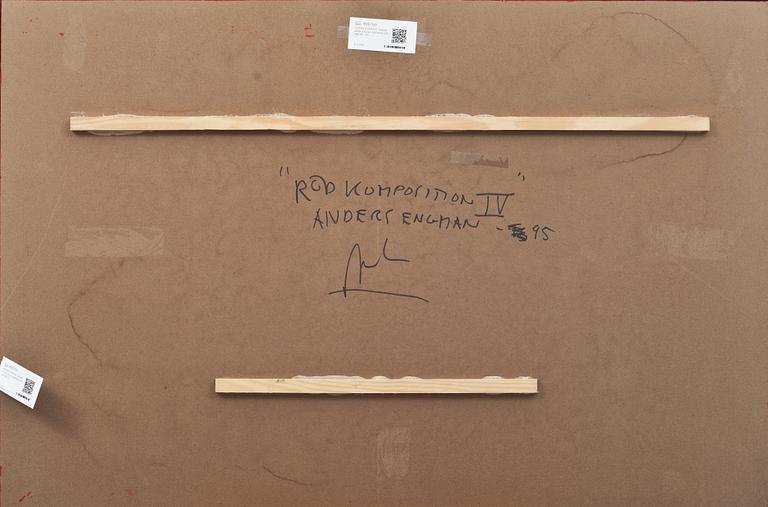 "RÖD KOMPOSITION IV"
ANDERS ENGMAN - 95